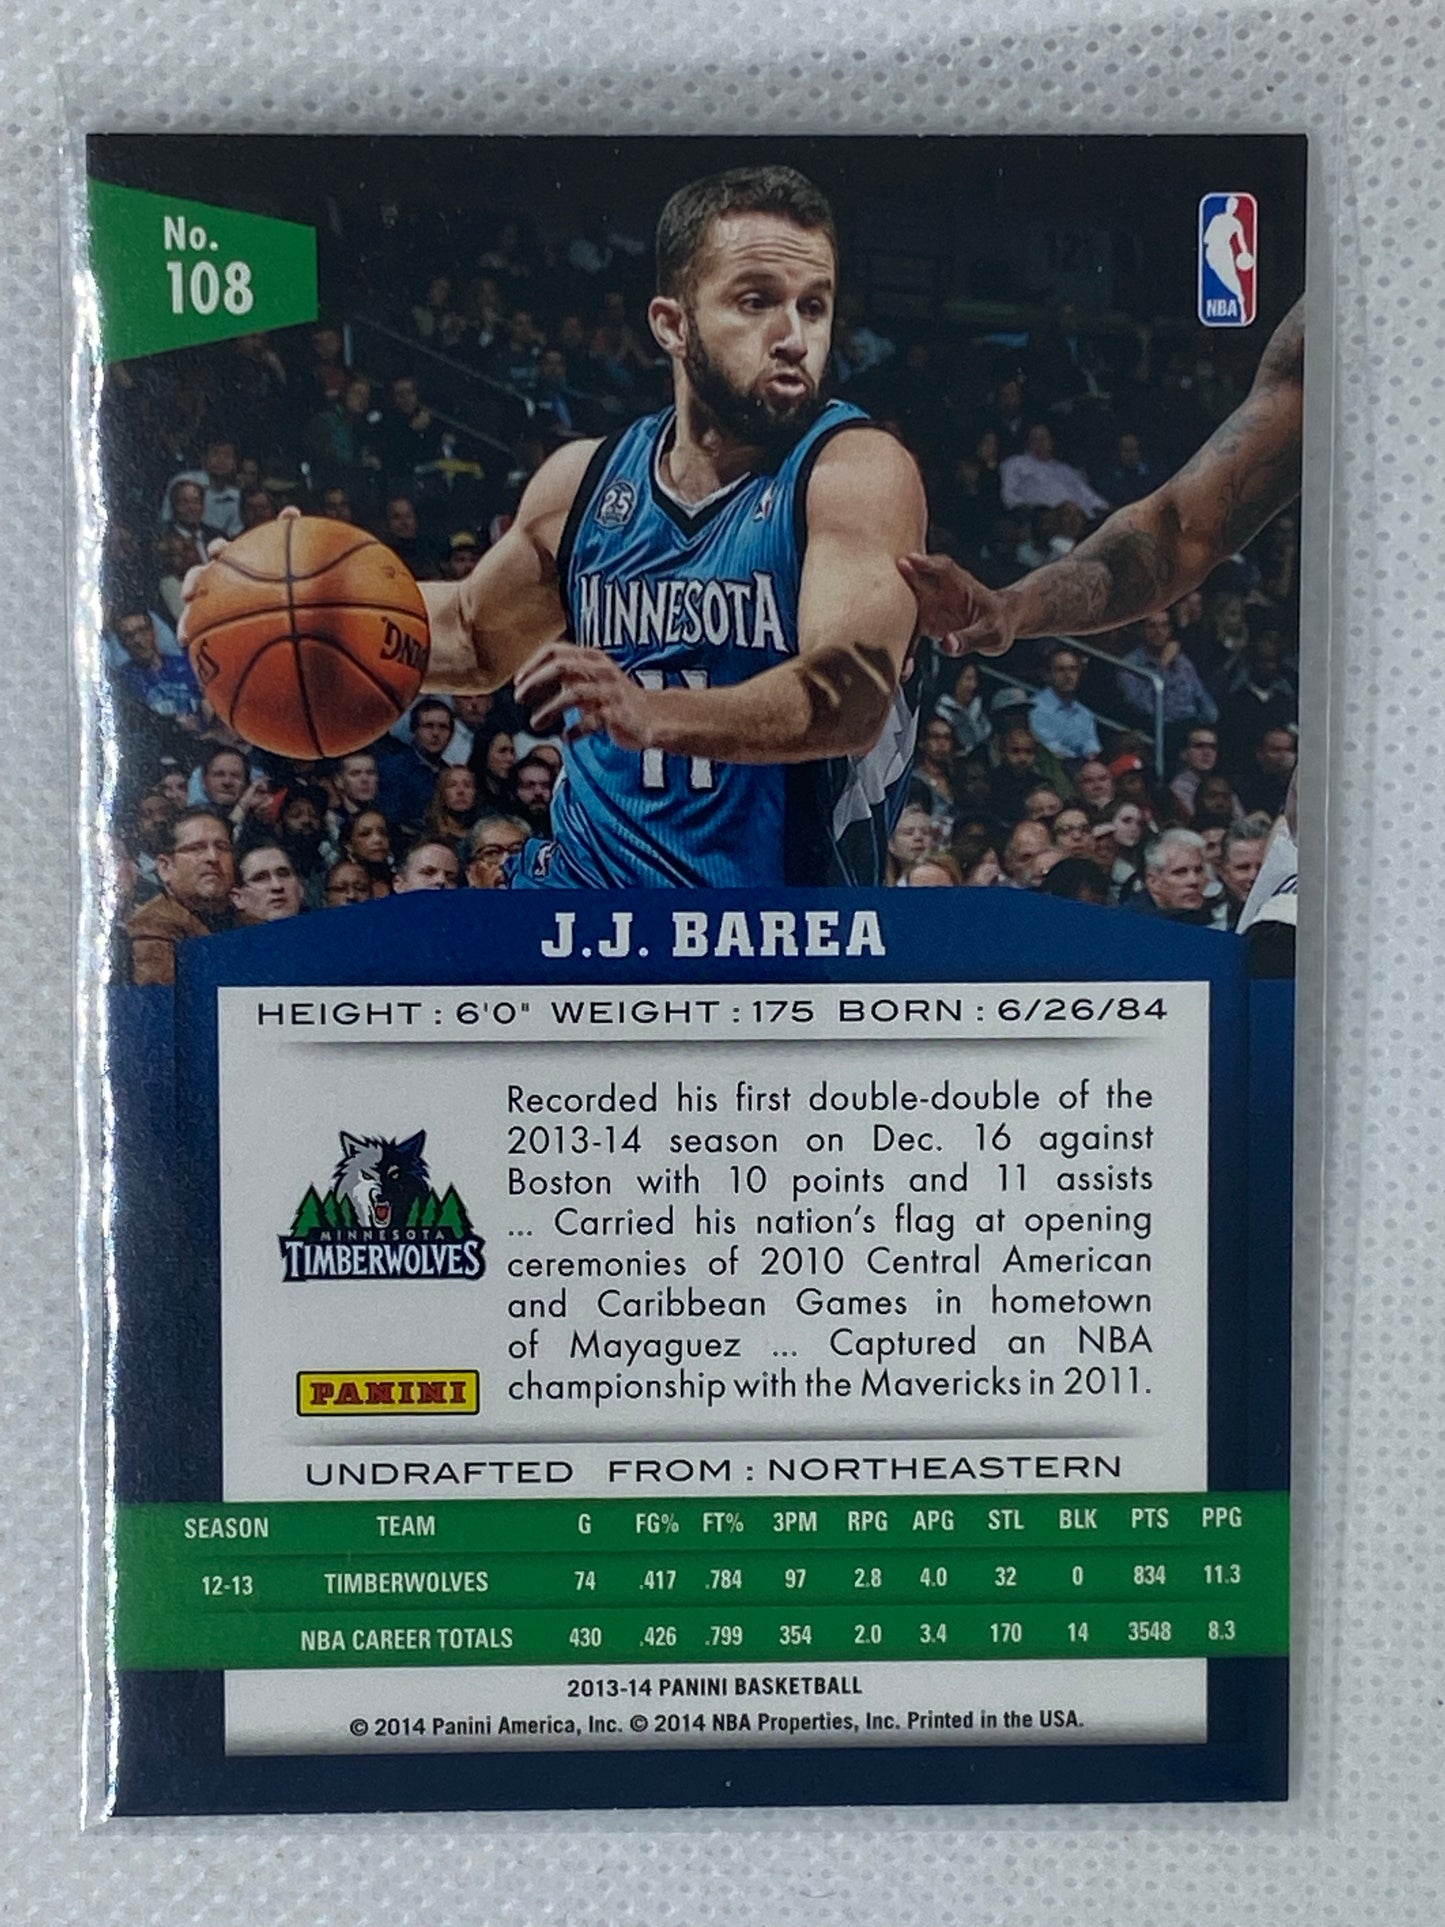 No.
108
NBA
25
MINNESOTA
11
J.J. BAREA
HEIGHT : 6'0" WEIGHT : 175 BORN : 6/26/84
Recorded his first double-double of the
2013-14 season on Dec. 16 against
Boston with 10 points and 11 assists
... Carried his nation's flag at opening
ceremonies of 2010 Central American
and Caribbean Games in hometown
of Mayaguez ... Captured an NBA
championship with the Mavericks in 2011.
MINNESOTA
TIMBERWOLVES
PANINI
UNDRAFTED FROM : NORTHEASTERN
SEASON TEAM G FG% FT% 3PM RPG APG STL BLK PTS PPG
12-13 TIMBERWOLVES 74 .417 .784 97 2.8 4.0 32 0 834 11.3
NBA CAREER TOTALS 430 .426 .799 354 2.0 3.4 170 14 3548 8.3
2013-14 PANINI BASKETBALL
© 2014 Panini America, Inc. © 2014 NBA Properties, Inc. Printed in the USA.